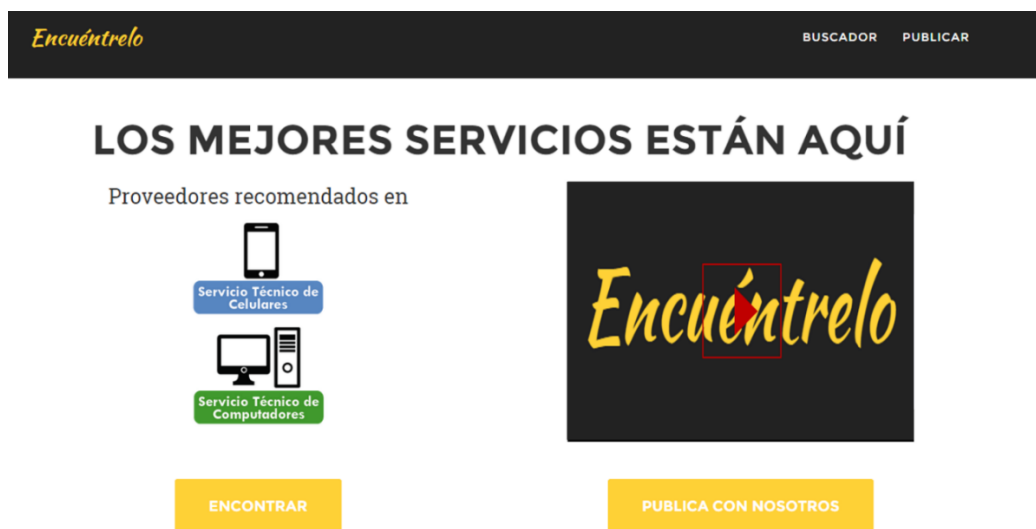 Encuéntrelo
BUSCADOR PUBLICAR
LOS MEJORES SERVICIOS ESTÁN AQUÍ
Proveedores recomendados en
Servicio Técnico de
Celulares
Servicio Técnico de
Computadores
Encuéntrelo
ENCONTRAR
PUBLICA CON NOSOTROS